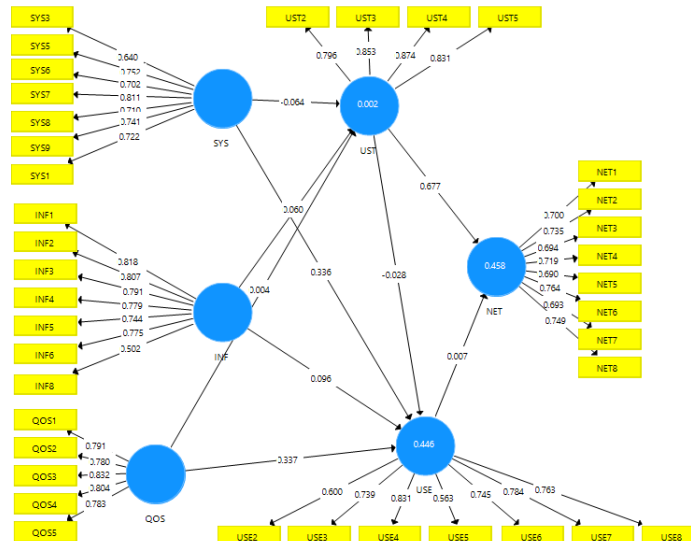 SYS3
SYS5
SYS6
SYS7
SYS8
SYS9
SYS1
0.640
0.752
0.702
0.811
0.710
0.741
0.722
SYS
UST2
UST3
UST4
UST5
0.796
0.853
0.874
0.831
0.002
UST
-0.064
0.060
0.004
0.336
-0.028
0.677
INF1
INF2
INF3
INF4
INF5
INF6
INF8
0.818
0.807
0.791
0.779
0.744
0.775
0.502
INF
0.096
NET1
NET2
NET3
NET4
NET5
NET6
NET7
NET8
0.700
0.735
0.694
0.719
0.690
0.764
0.693
0.749
0.458
NET
0.007
QOS1
QOS2
QOS3
QOS4
QOS5
0.791
0.780
0.832
0.804
0.783
QOS
0.337
0.446
USE
0.600
0.739
0.831
0.563
0.745
0.784
0.763
USE2
USE3
USE4
USE5
USE6
USE7
USE8